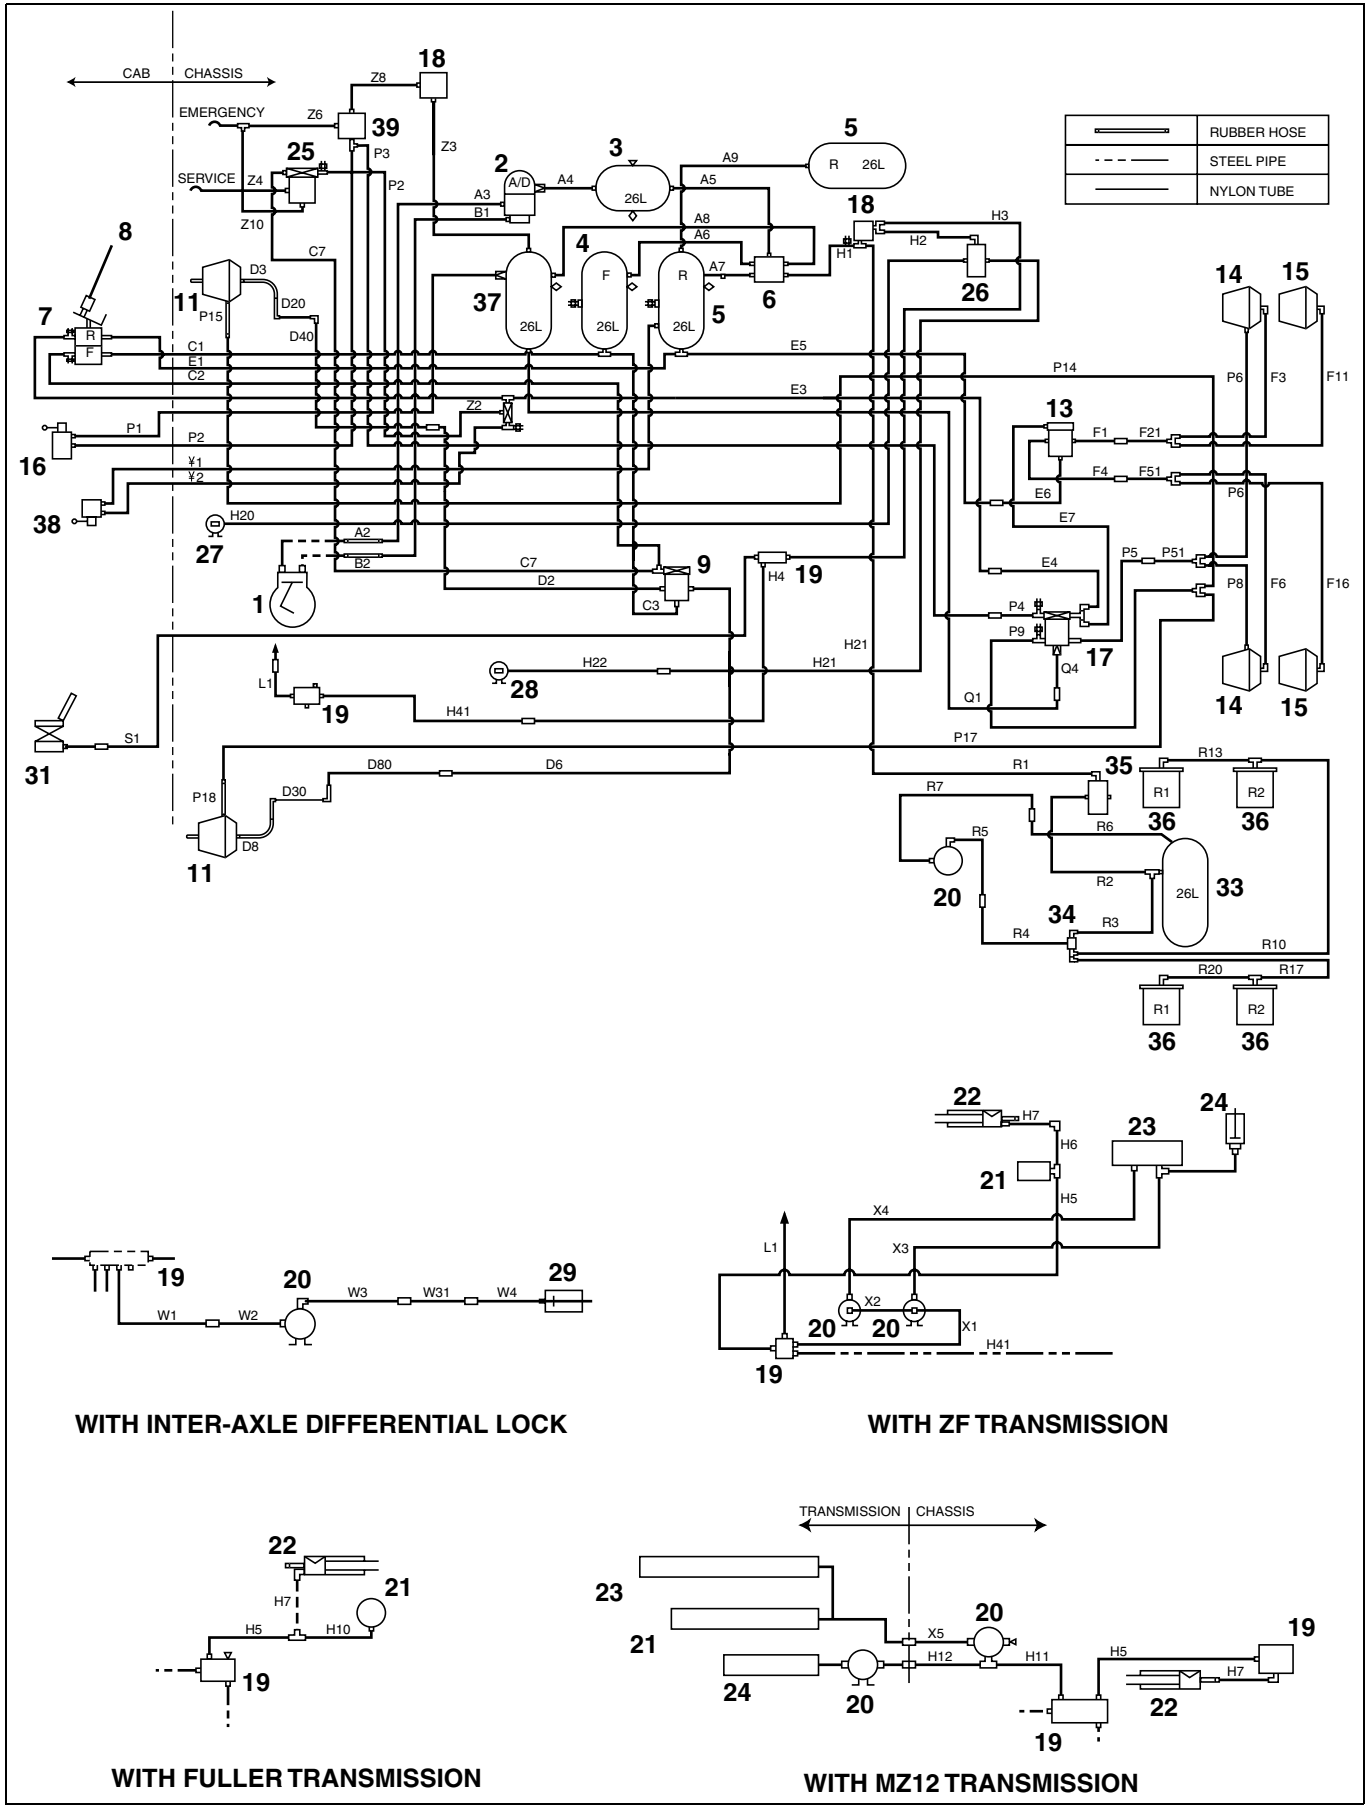 18
CAB CHASSIS
Z8
EMERGENCY
Z6
39
P3
25
SERVICE
Z4
Z10
P2
Z3
2
A/D
A3
B1
A4
3
26L
A5
A9
5
R 26L
A8
A6
A7
18
H1
H2
H3
RUBBER HOSE
STEEL PIPE
NYLON TUBE
8
C7
11
D3
D20
P15
D40
37
26L
4
F
26L
R
26L
5
6
26
14
15
7
R
F
C1
E1
C2
E5
P14
E3
P6
F3
F11
Z2
13
P1
16
P2
¥1
¥2
38
F1
F21
F4
F51
P6
E6
E7
H20
27
A2
B2
1
C7
D2
9
C3
H4
19
E4
P5
P51
P8
F6
F16
P4
P9
17
Q4
H21
L1
19
H22
28
H21
H41
Q1
14
15
31
S1
P17
D80
D6
P18
D30
D8
11
R1
35
R13
R1
R2
36
36
R7
R6
R5
20
R2
26L
33
34
R3
R4
R10
R20
R17
R1
R2
36
36
22
H7
H6
21
H5
23
24
X4
L1
X3
X2
20
20
X1
19
H41
19
W1
W2
20
W3
W31
W4
29
WITH INTER-AXLE DIFFERENTIAL LOCK
WITH ZF TRANSMISSION
22
21
H7
H5
H10
19
TRANSMISSION CHASSIS
23
21
24
20
X5
H12
20
H11
H5
19
H7
22
19
WITH FULLER TRANSMISSION
WITH MZ12 TRANSMISSION